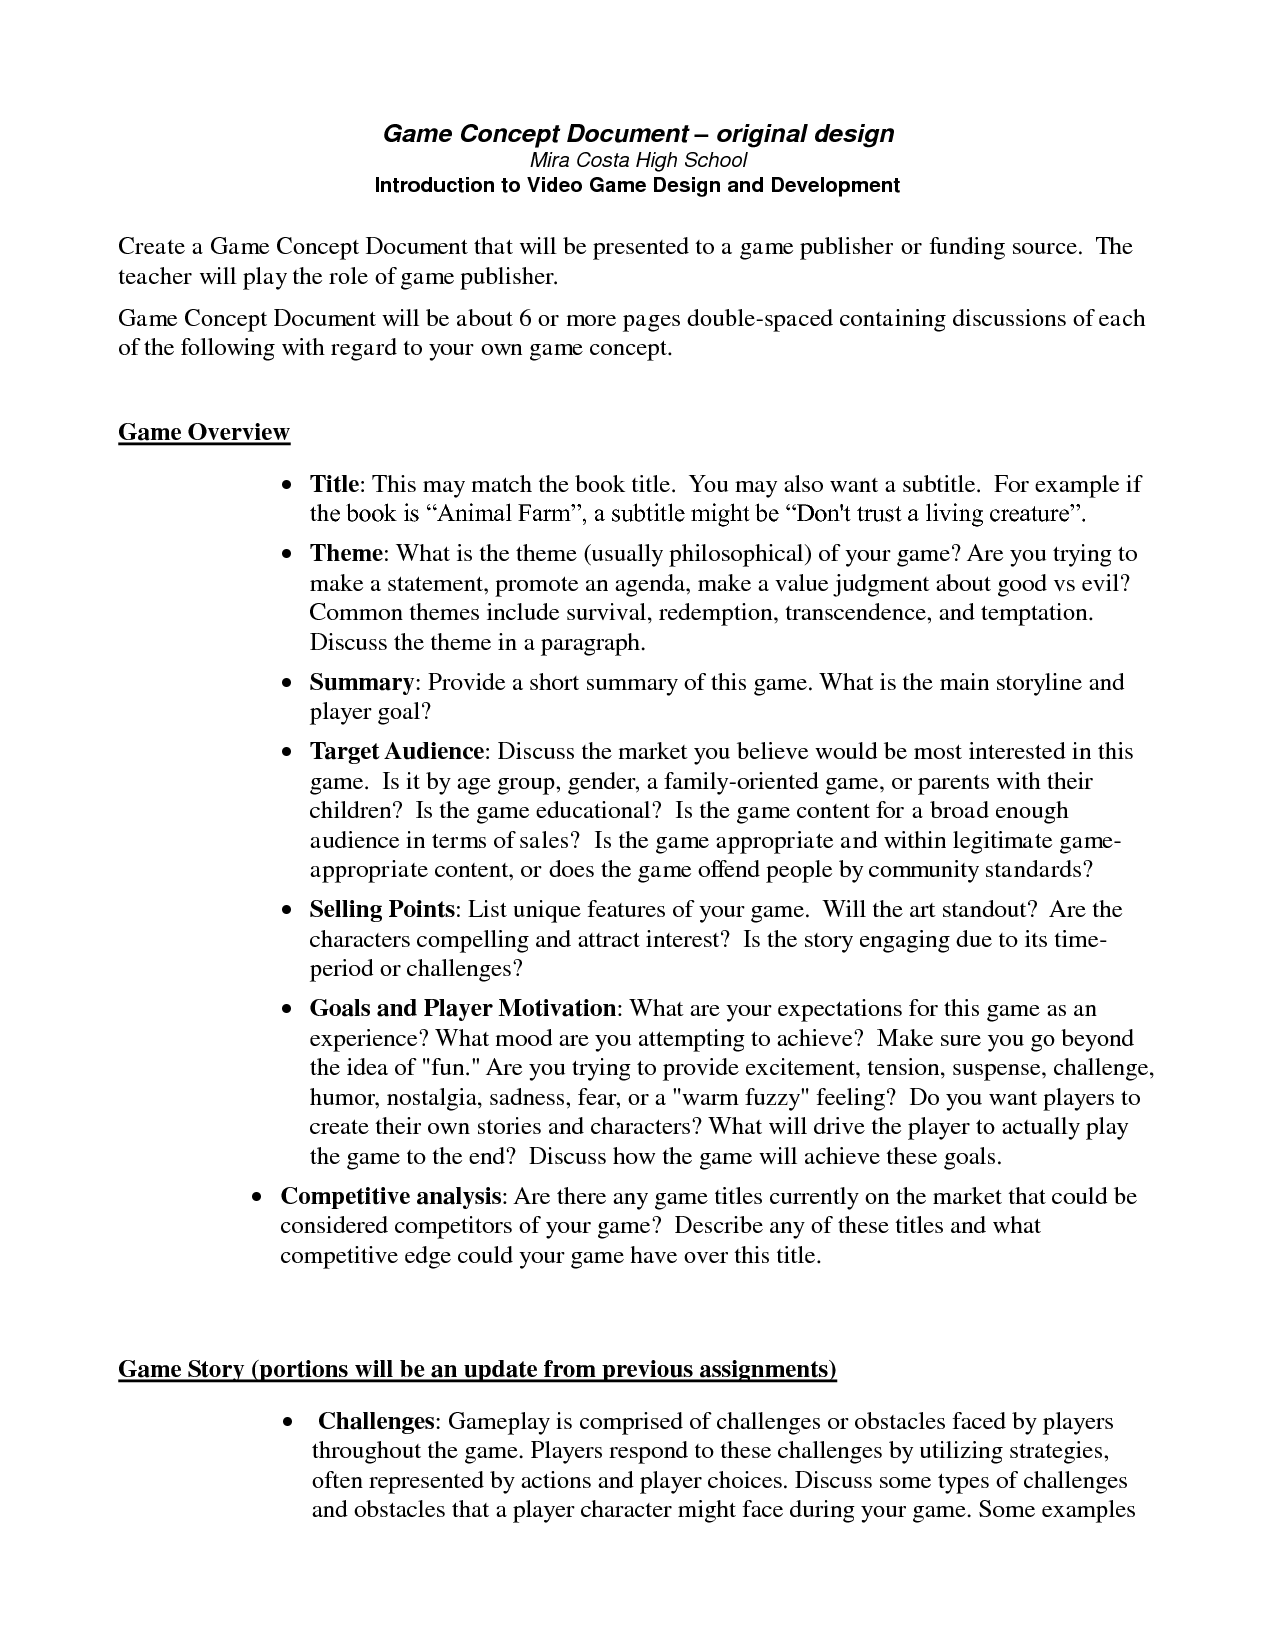 Game Concept Document – original design
Mira Costa High School
Introduction to Video Game Design and Development
Create a Game Concept Document that will be presented to a game publisher or funding source.  The
teacher will play the role of game publisher.
Game Concept Document will be about 6 or more pages double-spaced containing discussions of each
of the following with regard to your own game concept.
Game Overview
• Title: This may match the book title.  You may also want a subtitle.  For example if
the book is “Animal Farm”, a subtitle might be “Don't trust a living creature”.
• Theme: What is the theme (usually philosophical) of your game? Are you trying to
make a statement, promote an agenda, make a value judgment about good vs evil?
Common themes include survival, redemption, transcendence, and temptation.
Discuss the theme in a paragraph.
• Summary: Provide a short summary of this game. What is the main storyline and
player goal?
• Target Audience: Discuss the market you believe would be most interested in this
game.  Is it by age group, gender, a family-oriented game, or parents with their
children?  Is the game educational?  Is the game content for a broad enough
audience in terms of sales?  Is the game appropriate and within legitimate game-
appropriate content, or does the game offend people by community standards?
• Selling Points: List unique features of your game.  Will the art standout?  Are the
characters compelling and attract interest?  Is the story engaging due to its time-
period or challenges?
• Goals and Player Motivation: What are your expectations for this game as an
experience? What mood are you attempting to achieve?  Make sure you go beyond
the idea of "fun." Are you trying to provide excitement, tension, suspense, challenge,
humor, nostalgia, sadness, fear, or a "warm fuzzy" feeling?  Do you want players to
create their own stories and characters? What will drive the player to actually play
the game to the end?  Discuss how the game will achieve these goals.
• Competitive analysis: Are there any game titles currently on the market that could be
considered competitors of your game?  Describe any of these titles and what
competitive edge could your game have over this title.
Game Story (portions will be an update from previous assignments)
• Challenges: Gameplay is comprised of challenges or obstacles faced by players
throughout the game. Players respond to these challenges by utilizing strategies,
often represented by actions and player choices. Discuss some types of challenges
and obstacles that a player character might face during your game. Some examples